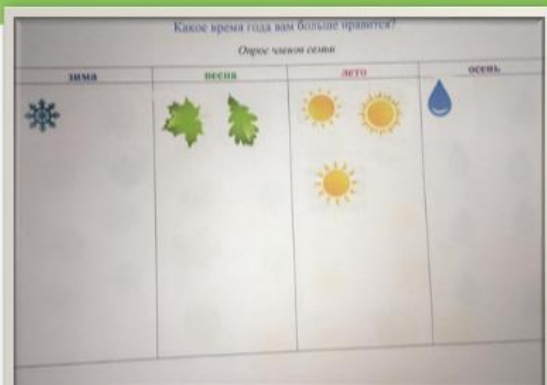 Какое время года вам больше нравится?
Опрос членов семьи
зима весна лето осень